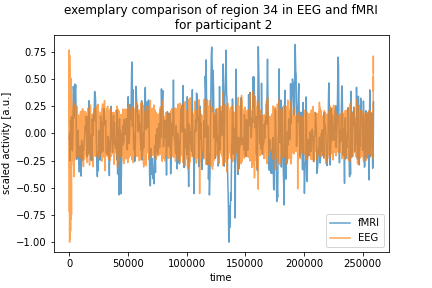 exemplary comparison of region 34 in EEG and fMRI
for participant 2
scaled activity [a.u.]
0.75
0.50
0.25
0.00
−0.25
−0.50
−0.75
−1.00
fMRI
EEG
0
50000
100000
150000
200000
250000
time